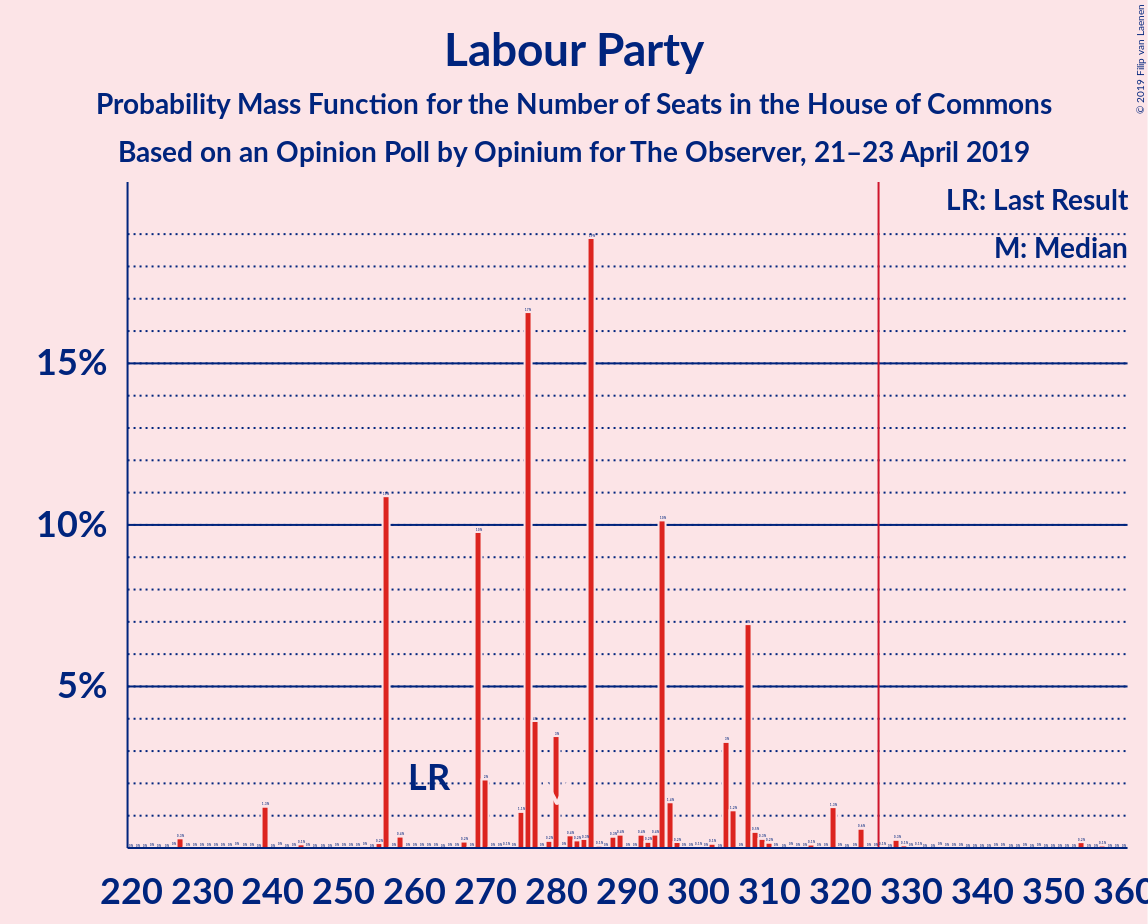 © 2019 Filip van Laenen
Labour Party
Probability Mass Function for the Number of Seats in the House of Commons
Based on an Opinion Poll by Opinium for The Observer, 21–23 April 2019
LR: Last Result
M: Median
15%
10%
5%
LR
220 230 240 250 260 270 280 290 300 310 320 330 340 350 360